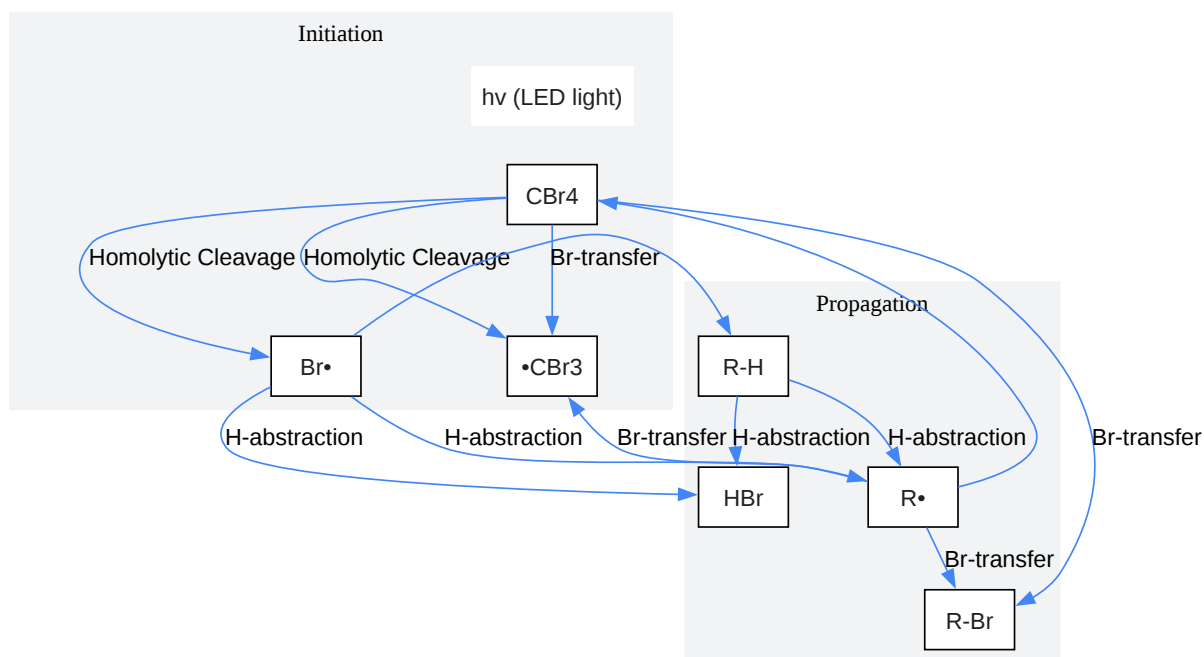 Initiation
hv (LED light)
CBr4
Homolytic Cleavage
Homolytic Cleavage
Br-transfer
Propagation
Br•
•CBr3
R-H
H-abstraction
H-abstraction
Br-transfer
H-abstraction
H-abstraction
Br-transfer
HBr
R•
Br-transfer
R-Br